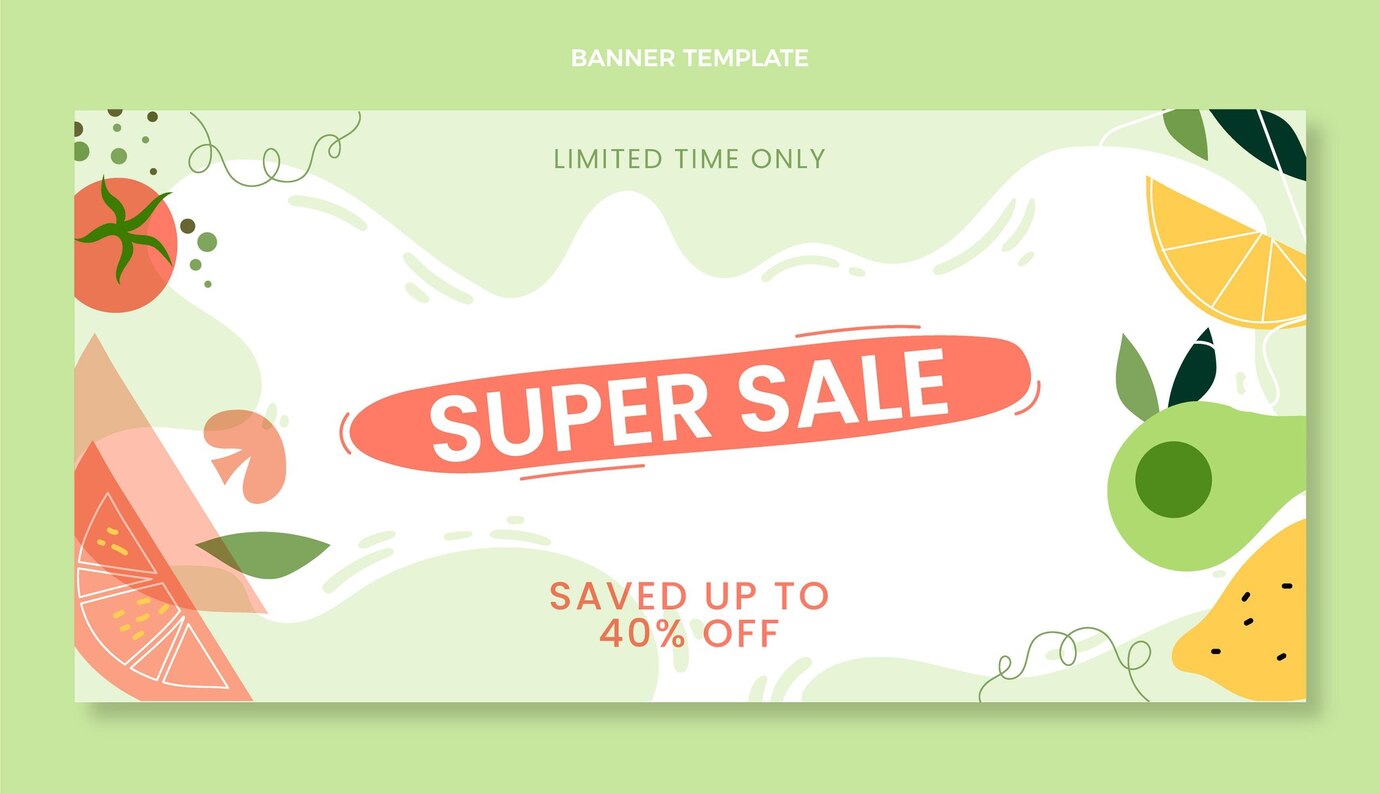 BANNER TEMPLATE
LIMITED TIME ONLY
SUPER SALE
SAVED UP TO
40% OFF